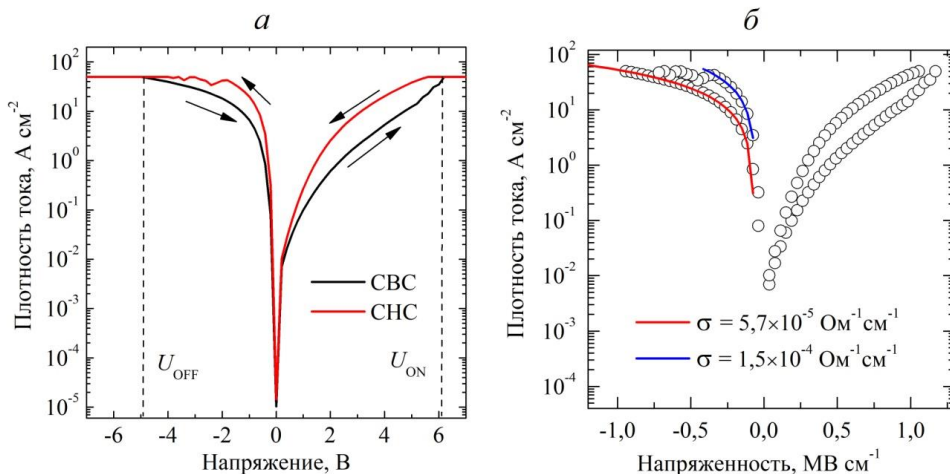 а
б
Плотность тока, А см⁻²
10²
10¹
10⁰
10⁻¹
10⁻²
10⁻³
10⁻⁴
10⁻⁵
СВС
СНС
U_OFF
U_ON
-6 -4 -2 0 2 4 6
Напряжение, В
Плотность тока, А см⁻²
10²
10¹
10⁰
10⁻¹
10⁻²
10⁻³
10⁻⁴
σ = 5,7×10⁻⁵ Ом⁻¹см⁻¹
σ = 1,5×10⁻⁴ Ом⁻¹см⁻¹
-1,0 -0,5 0,0 0,5 1,0
Напряженность, МВ см⁻¹